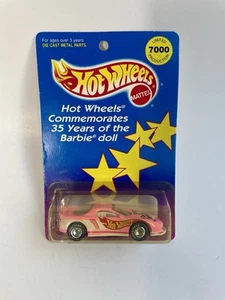 For ages over 3 years
DIE CAST METAL PARTS
LIMITED
7000
PRODUCTION
Hot Wheels
MATTEL
Hot Wheels®
Commemorates
35 Years of the
Barbie® doll